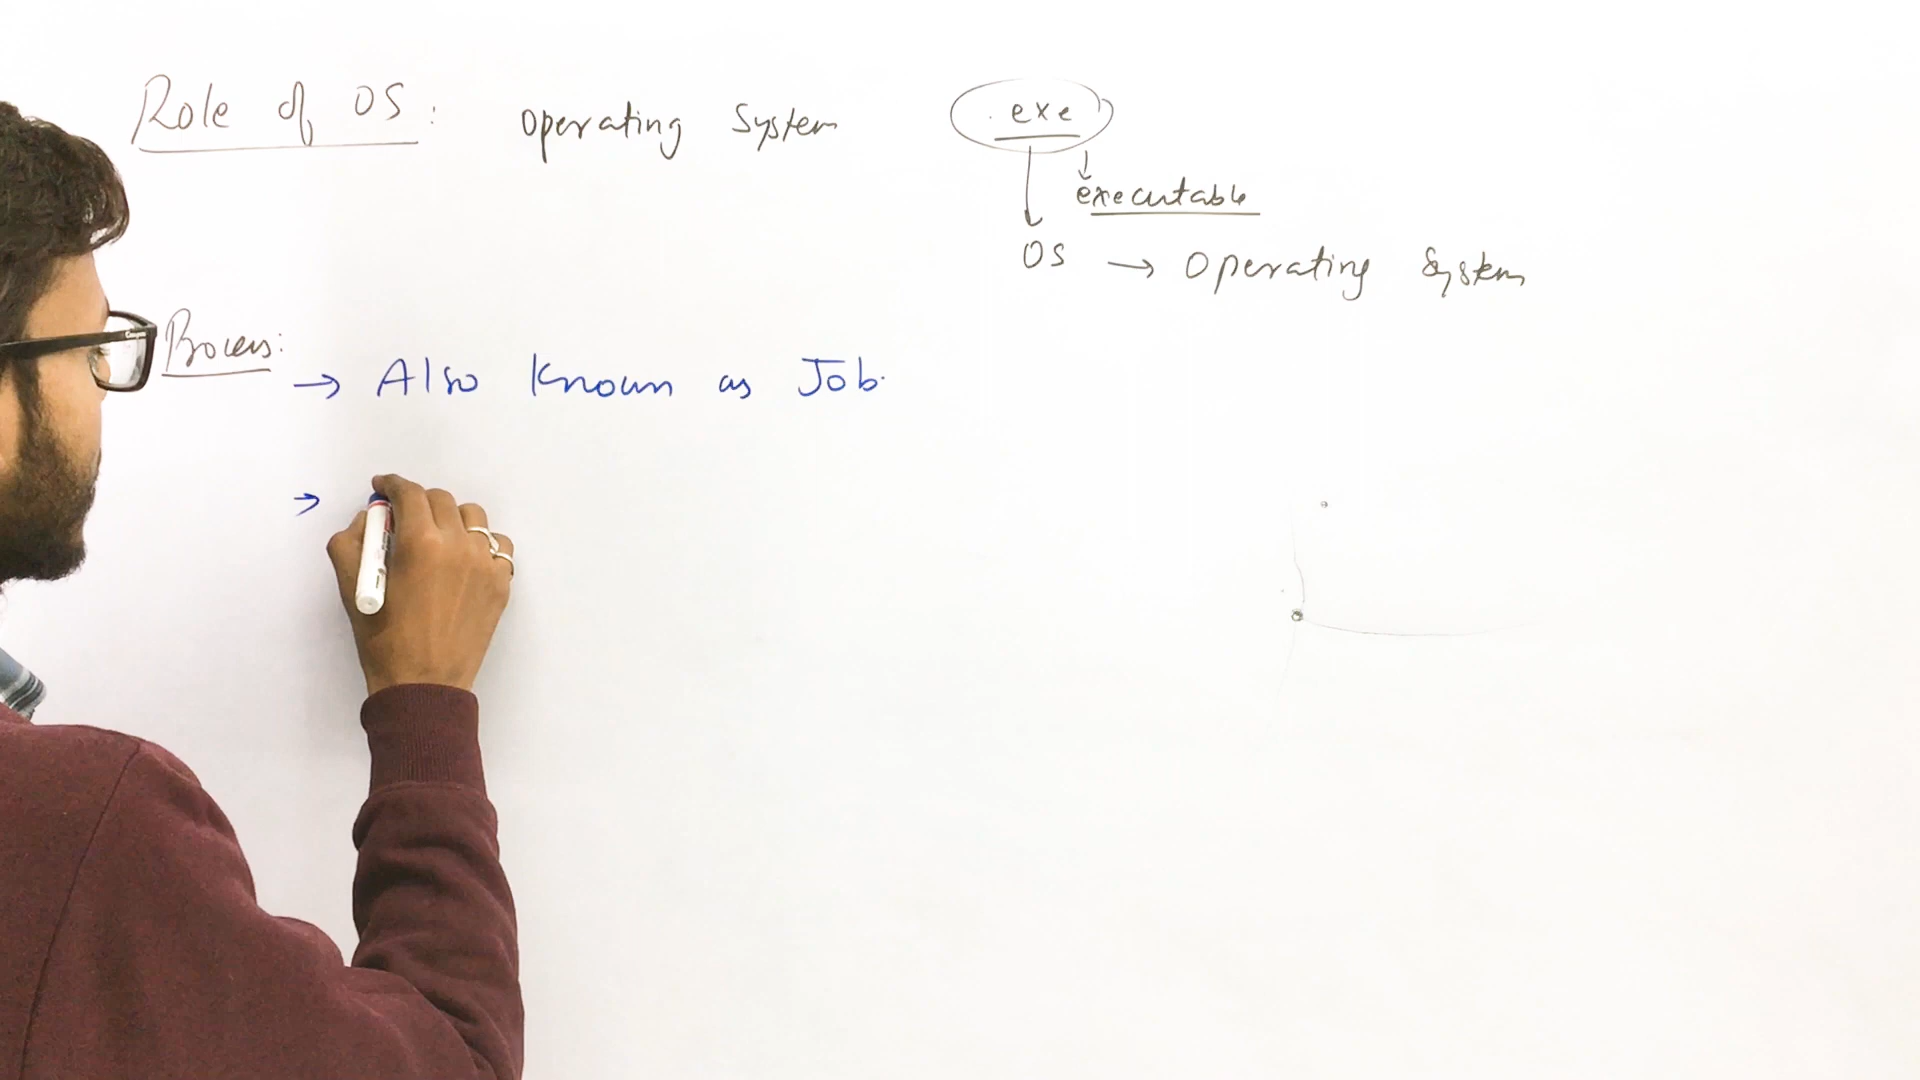 Role of OS: Operating System
.exe
executable
OS → Operating System
Process:
→ Also Known as Job.
→